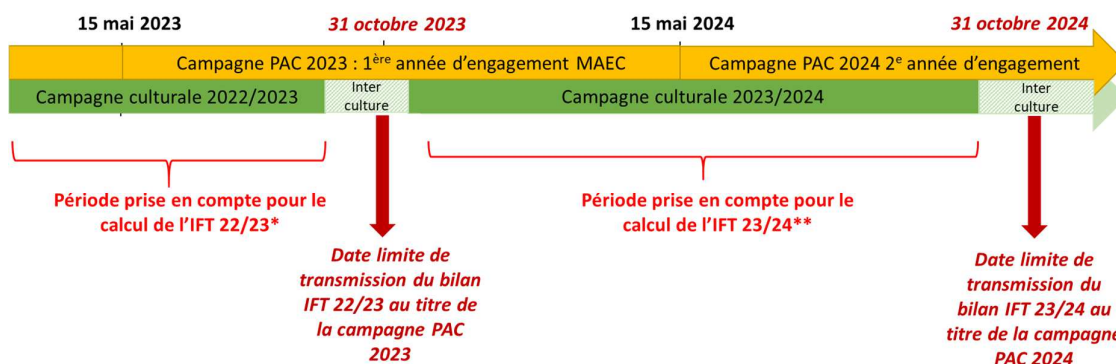 15 mai 2023
31 octobre 2023
15 mai 2024
31 octobre 2024
Campagne PAC 2023 : 1ère année d'engagement MAEC
Campagne PAC 2024 2e année d'engagement
Campagne culturale 2022/2023
Inter
culture
Campagne culturale 2023/2024
Inter
culture
Période prise en compte pour le
calcul de l'IFT 22/23*
Période prise en compte pour le
calcul de l'IFT 23/24**
Date limite de
transmission du bilan
IFT 22/23 au titre de
la campagne PAC
2023
Date limite de
transmission du
bilan IFT 23/24 au
titre de la campagne
PAC 2024